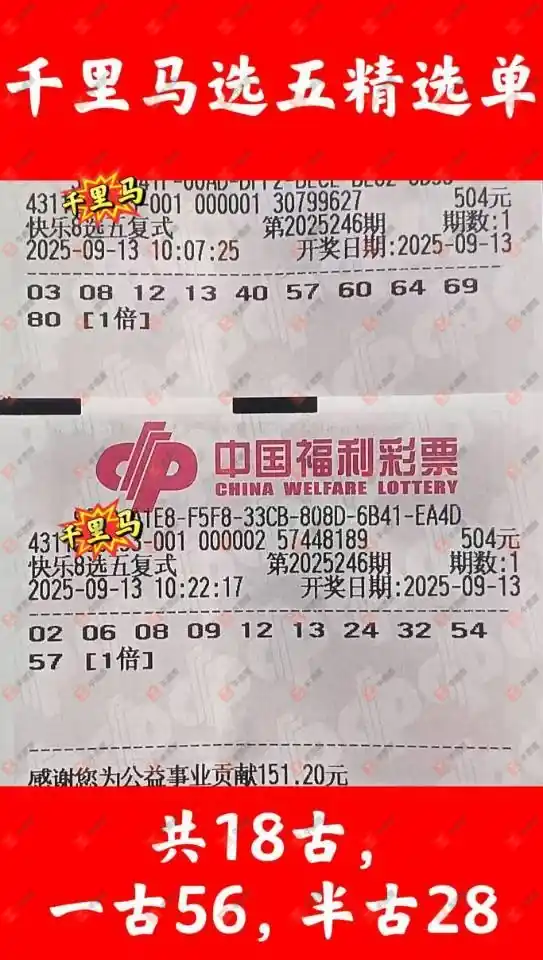 千里马选五精选单
千里马
431 001 000001 30799627 504元
快乐8选五复式 第2025246期 期数:1
2025-09-13 10:07:25 开奖日期:2025-09-13
03 08 12 13 40 57 60 64 69
80 [1倍]
中国福利彩票
CHINA WELFARE LOTTERY
1E8-F5F8-33CB-808D-6B41-EA4D
千里马
431 -001 000002 57448189 504元
快乐8选五复式 第2025246期 期数:1
2025-09-13 10:22:17 开奖日期:2025-09-13
02 06 08 09 12 13 24 32 54
57 [1倍]
感谢您为公益事业贡献151.20元
共18古,
一古56, 半古28